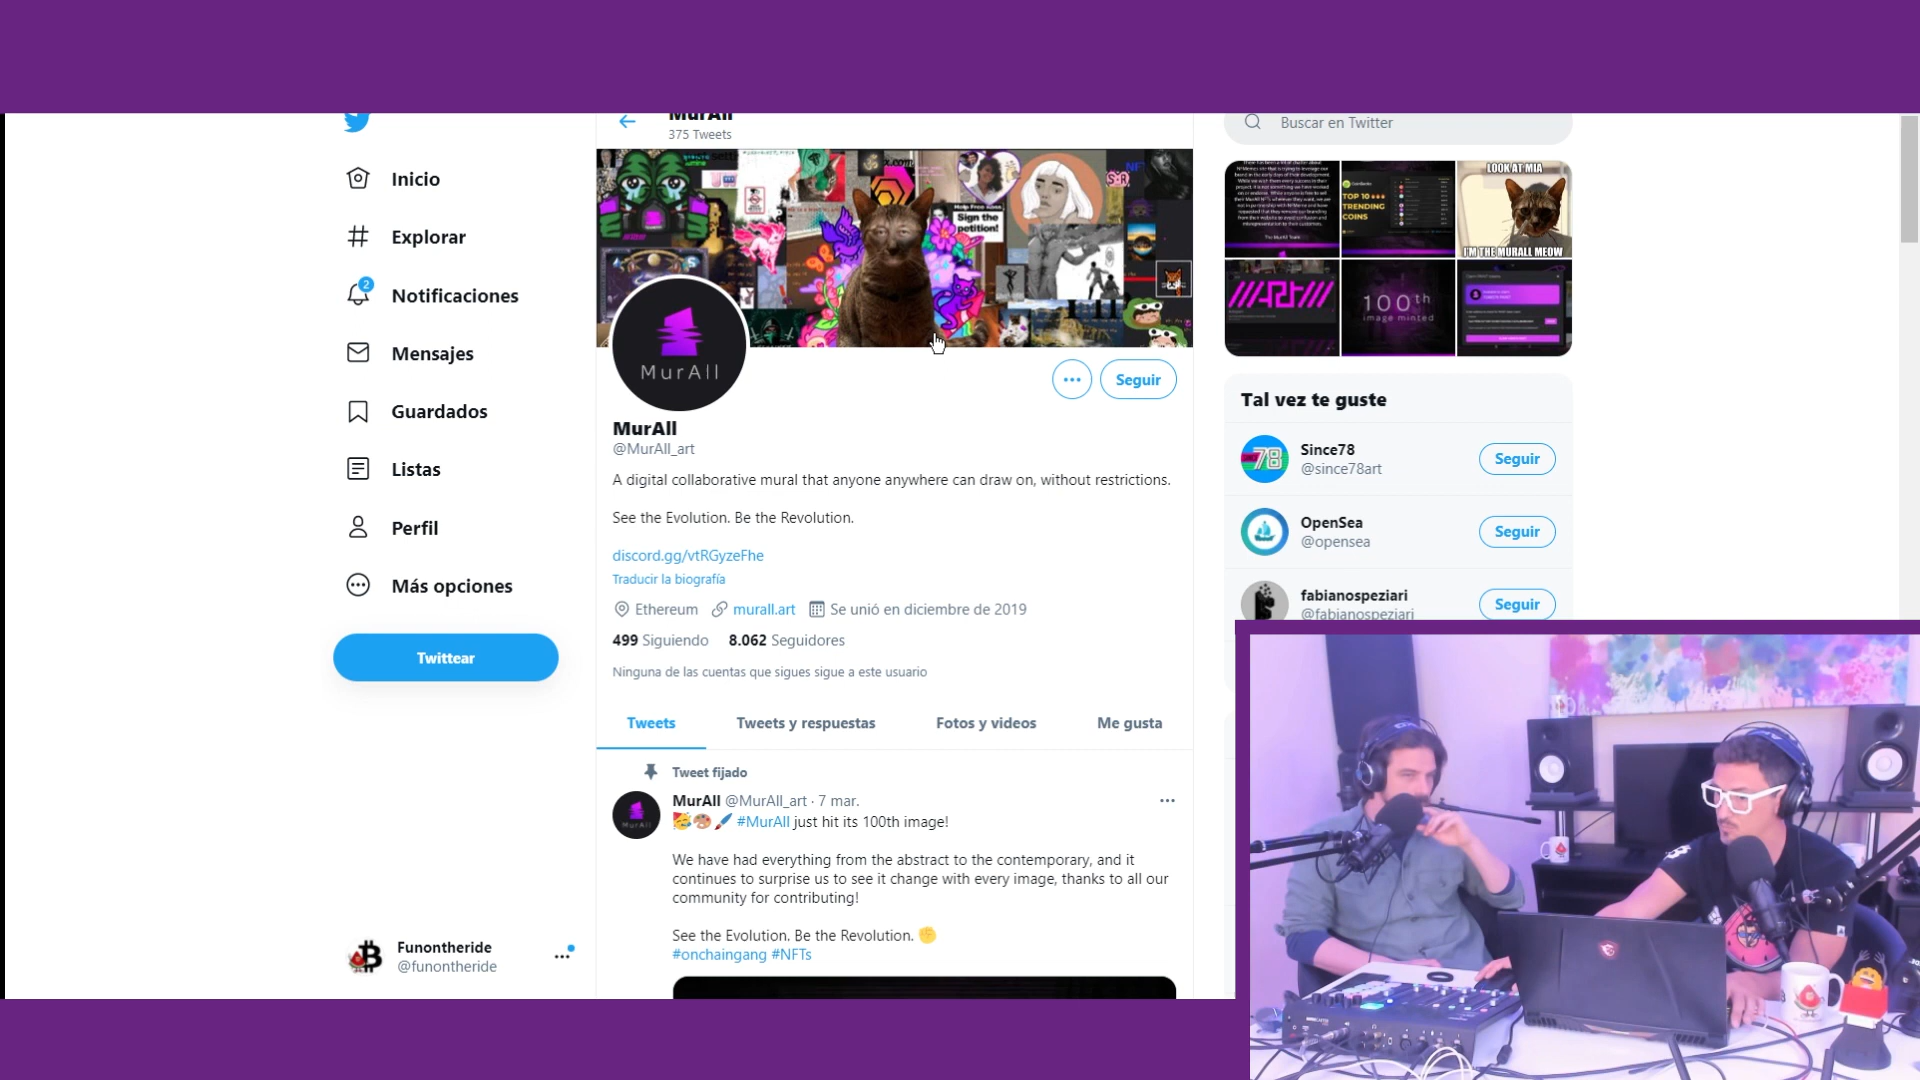 MurAll
375 Tweets
Buscar en Twitter
Inicio
Explorar
2
Notificaciones
Mensajes
Guardados
Listas
Perfil
Más opciones
Twittear
Funontheride
@funontheride
Sign the
petition!
MurAll
Seguir
MurAll
@MurAll_art
A digital collaborative mural that anyone anywhere can draw on, without restrictions.
See the Evolution. Be the Revolution.
discord.gg/vtRGyzeFhe
Traducir la biografía
Ethereum murall.art Se unió en diciembre de 2019
499 Siguiendo 8.062 Seguidores
Ninguna de las cuentas que sigues sigue a este usuario
Tweets Tweets y respuestas Fotos y videos Me gusta
Tweet fijado
MurAll @MurAll_art · 7 mar.
#MurAll just hit its 100th image!
We have had everything from the abstract to the contemporary, and it
continues to surprise us to see it change with every image, thanks to all our
community for contributing!
See the Evolution. Be the Revolution.
#onchaingang #NFTs
TOP 10
TRENDING
COINS
LOOK AT MIA
I'M THE MURALL MEOW
100th
image minted
Tal vez te guste
Since78
@since78art
Seguir
OpenSea
@opensea
Seguir
fabianospeziari
@fabianospeziari
Seguir